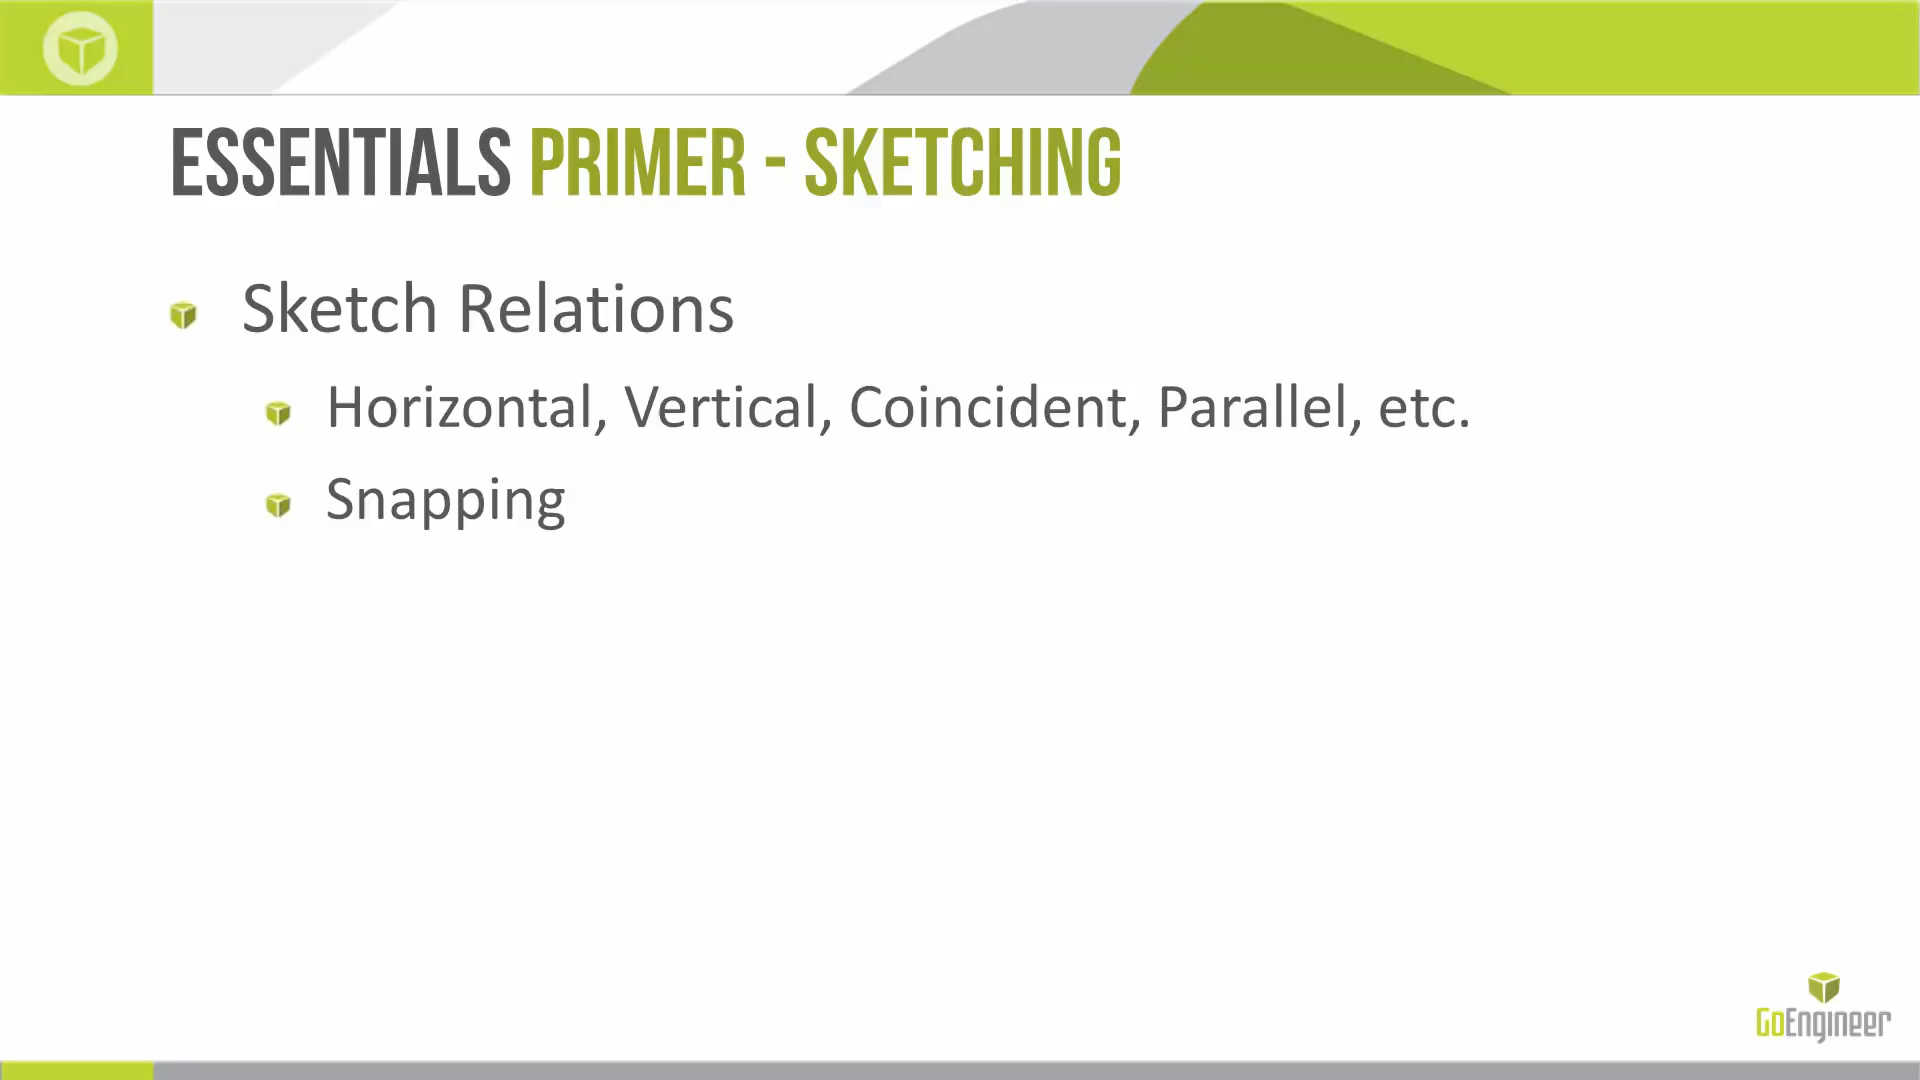 ESSENTIALS PRIMER - SKETCHING
Sketch Relations
Horizontal, Vertical, Coincident, Parallel, etc.
Snapping
GoEngineer